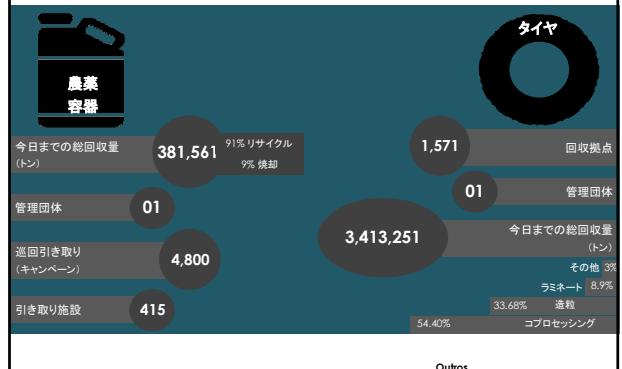 農薬
容器
今日までの総回収量
(トン)
381,561
91% リサイクル
9% 焼却
管理団体
01
巡回引き取り
(キャンペーン)
4,800
引き取り施設
415
タイヤ
1,571
回収拠点
01
管理団体
3,413,251
今日までの総回収量
(トン)
その他 3%
ラミネート 8.9%
33.68% 造粒
54.40% コプロセッシング
Outros